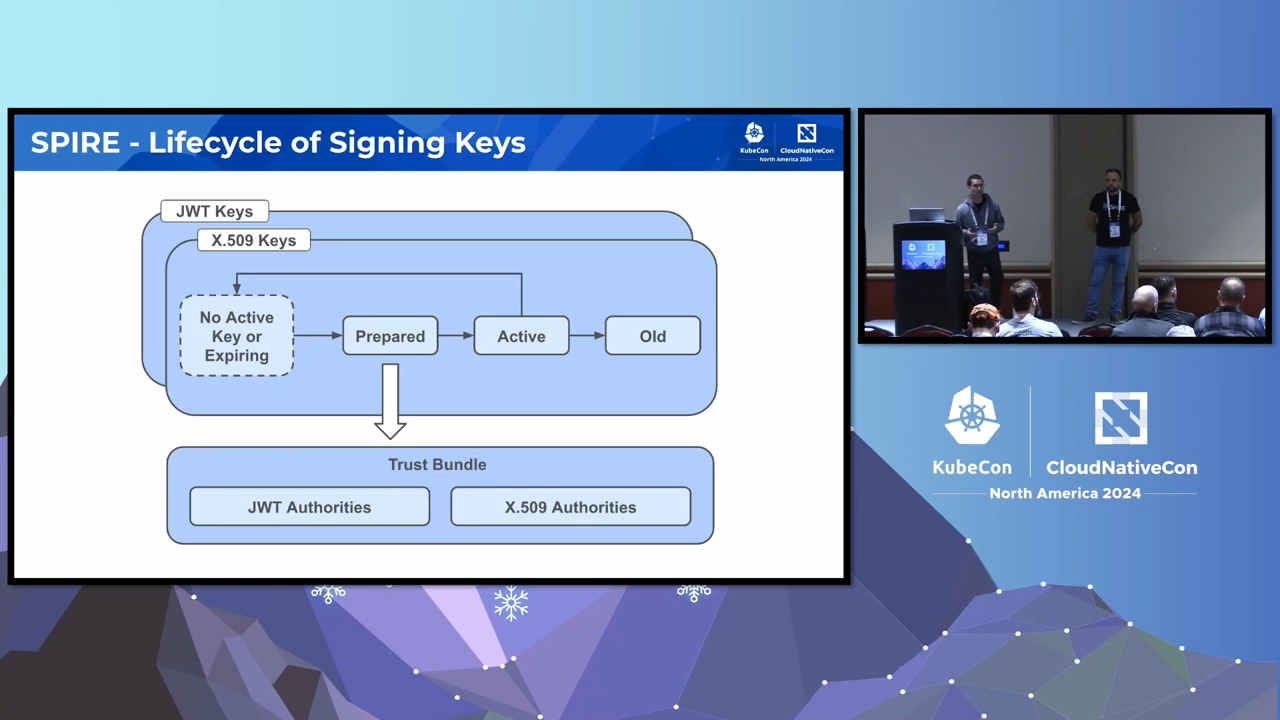 SPIRE - Lifecycle of Signing Keys
KubeCon
CloudNativeCon
North America 2024
JWT Keys
X.509 Keys
No Active
Key or
Expiring
Prepared
Active
Old
Trust Bundle
JWT Authorities
X.509 Authorities
KubeCon
CloudNativeCon
North America 2024